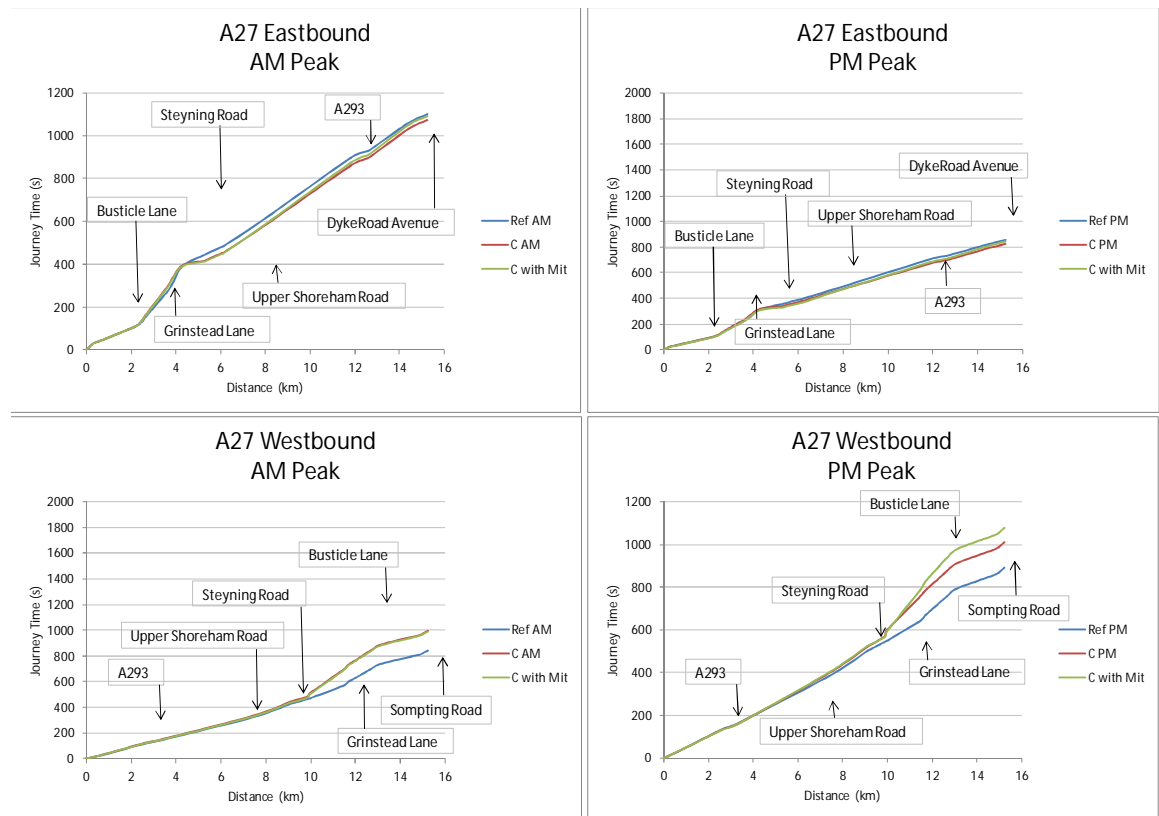 A27 Eastbound
AM Peak
1200
1000
800
600
400
200
0
Journey Time (s)
0 2 4 6 8 10 12 14 16
Distance (km)
Busticle Lane
Steyning Road
A293
DykeRoad Avenue
Upper Shoreham Road
Grinstead Lane
Ref AM
C AM
C with Mit
A27 Eastbound
PM Peak
2000
1800
1600
1400
1200
1000
800
600
400
200
0
Journey Time (s)
0 2 4 6 8 10 12 14 16
Distance (km)
Busticle Lane
Steyning Road
Upper Shoreham Road
DykeRoad Avenue
A293
Grinstead Lane
Ref PM
C PM
C with Mit
A27 Westbound
AM Peak
2000
1800
1600
1400
1200
1000
800
600
400
200
0
Journey Time (s)
0 2 4 6 8 10 12 14 16
Distance (km)
A293
Upper Shoreham Road
Steyning Road
Busticle Lane
Sompting Road
Grinstead Lane
Ref AM
C AM
C with Mit
A27 Westbound
PM Peak
1200
1000
800
600
400
200
0
Journey Time (s)
0 2 4 6 8 10 12 14 16
Distance (km)
A293
Steyning Road
Busticle Lane
Sompting Road
Grinstead Lane
Upper Shoreham Road
Ref PM
C PM
C with Mit